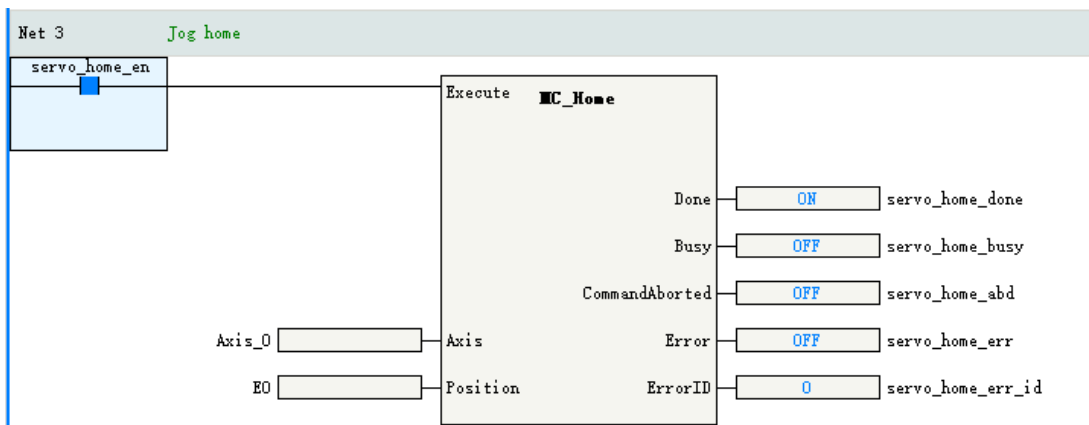 Net 3 Jog home
servo_home_en
Execute MC_Home
Done ON servo_home_done
Busy OFF servo_home_busy
CommandAborted OFF servo_home_abd
Axis_0 Axis Error OFF servo_home_err
E0 Position ErrorID 0 servo_home_err_id